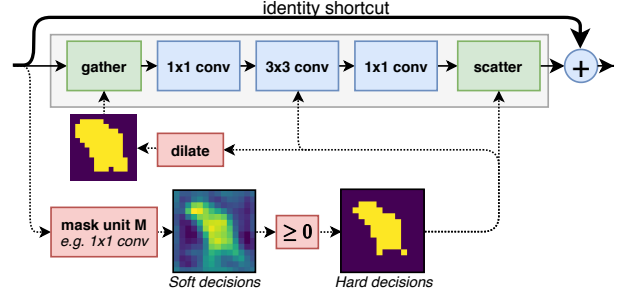 identity shortcut
gather
1x1 conv
3x3 conv
1x1 conv
scatter
+
dilate
mask unit M
e.g. 1x1 conv
≥ 0
Soft decisions
Hard decisions